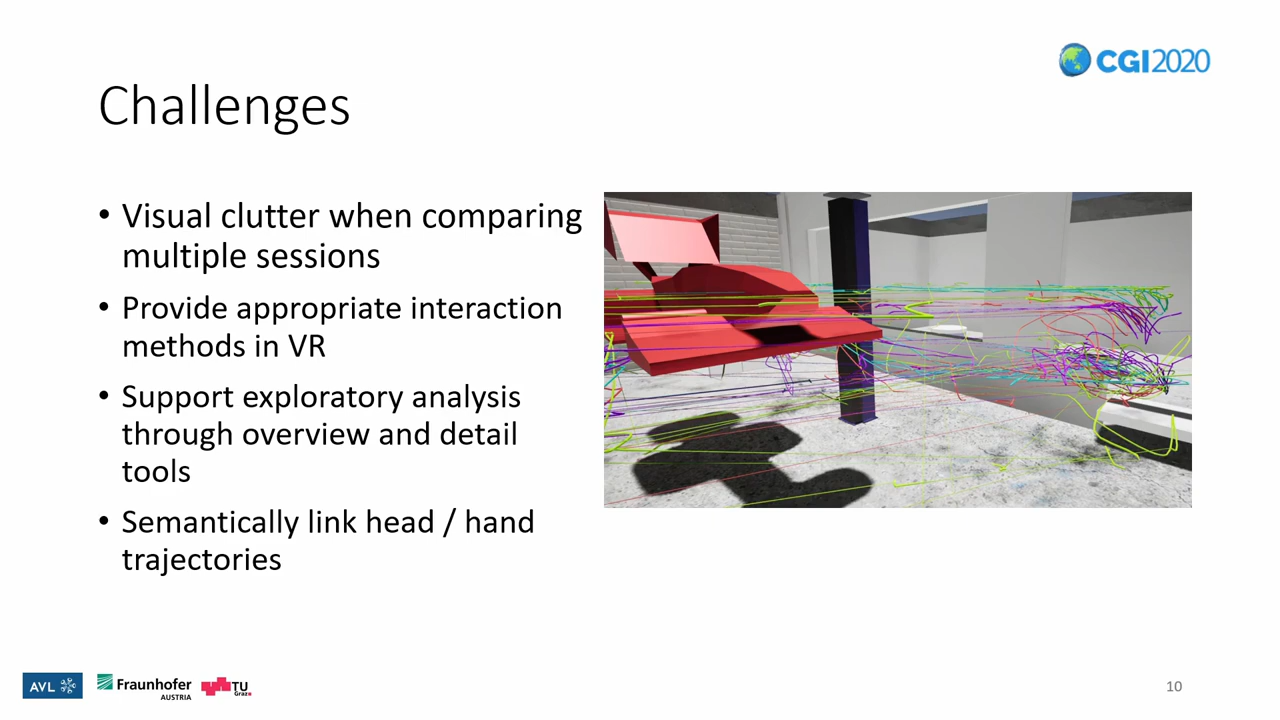 CGI2020
Challenges
• Visual clutter when comparing
multiple sessions
• Provide appropriate interaction
methods in VR
• Support exploratory analysis
through overview and detail
tools
• Semantically link head / hand
trajectories
AVL
Fraunhofer
AUSTRIA
TU
Graz
10